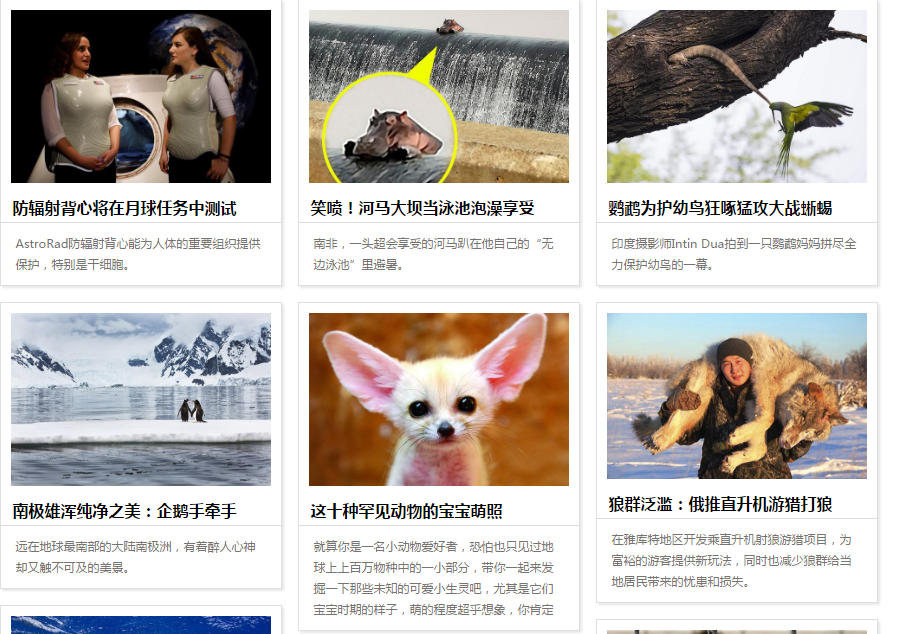 防辐射背心将在月球任务中测试
AstroRad防辐射背心能为人体的重要组织提供
保护，特别是干细胞。
笑喷！河马大坝当泳池泡澡享受
南非，一头超会享受的河马趴在他自己的“无
边泳池”里避暑。
鹦鹉为护幼鸟狂啄猛攻大战蜥蜴
印度摄影师Intin Dua拍到一只鹦鹉妈妈拼尽全
力保护幼鸟的一幕。
南极雄浑纯净之美：企鹅手牵手
远在地球最南部的大陆南极洲，有着醉人心神
却又触不可及的美景。
这十种罕见动物的宝宝萌照
就算你是一名小动物爱好者，恐怕也只见过地
球上上百万物种中的一小部分，带你一起来发
掘一下那些未知的可爱小生灵吧，尤其是它们
宝宝时期的样子，萌的程度超乎想象，你肯定
狼群泛滥：俄推直升机游猎打狼
在雅库特地区开发乘直升机射狼游猎项目，为
富裕的游客提供新玩法，同时也减少狼群给当
地居民带来的忧患和损失。